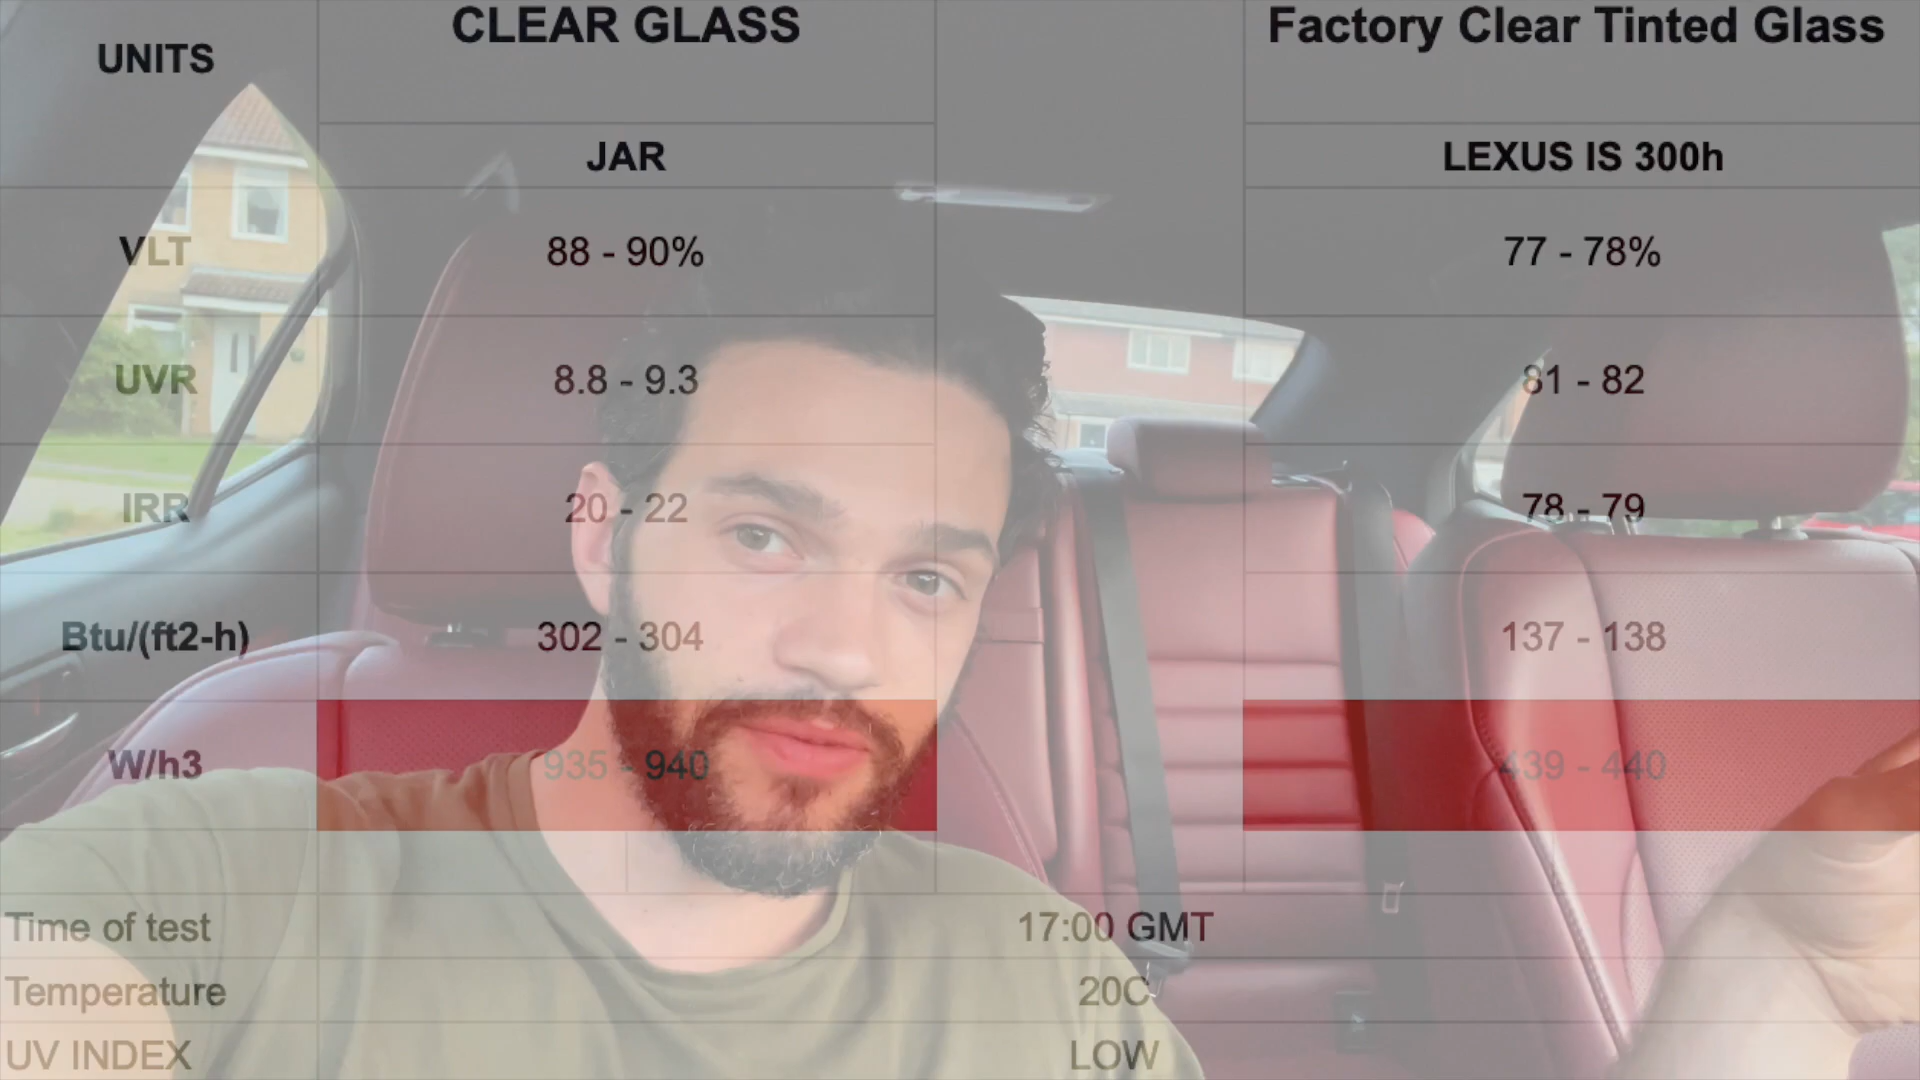 UNITS CLEAR GLASS Factory Clear Tinted Glass
JAR LEXUS IS 300h
VLT 88 - 90% 77 - 78%
UVR 8.8 - 9.3 81 - 82
IRR 20 - 22 78 - 79
Btu/(ft2-h) 302 - 304 137 - 138
W/h3 935 - 940 439 - 440
Time of test 17:00 GMT
Temperature 20C
UV INDEX LOW